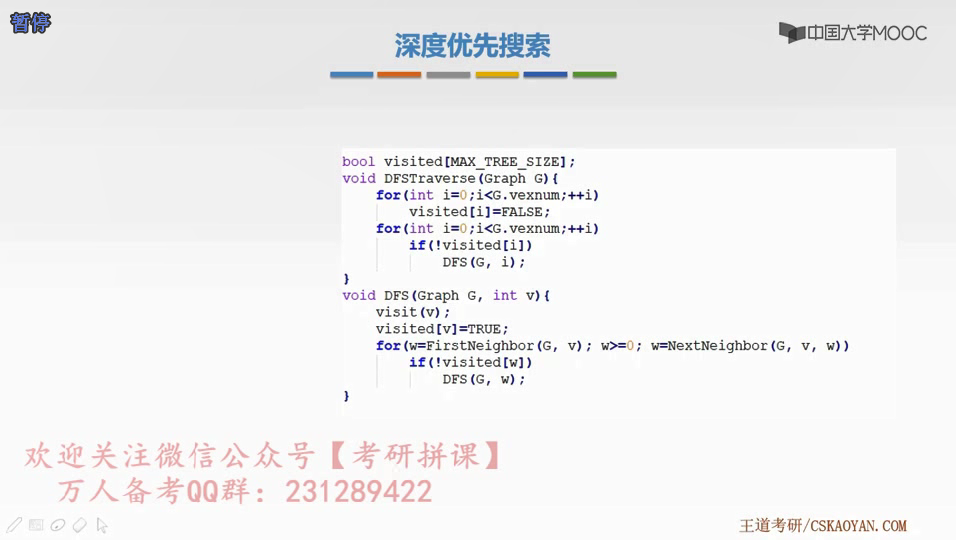 暂停
中国大学MOOC
深度优先搜索
bool visited[MAX_TREE_SIZE];
void DFSTraverse(Graph G){
    for(int i=0;i<G.vexnum;++i)
        visited[i]=FALSE;
    for(int i=0;i<G.vexnum;++i)
        if(!visited[i])
            DFS(G, i);
}
void DFS(Graph G, int v){
    visit(v);
    visited[v]=TRUE;
    for(w=FirstNeighbor(G, v); w>=0; w=NextNeighbor(G, v, w))
        if(!visited[w])
            DFS(G, w);
}
欢迎关注微信公众号【考研拼课】
万人备考QQ群：231289422
王道考研/CSKAOYAN.COM